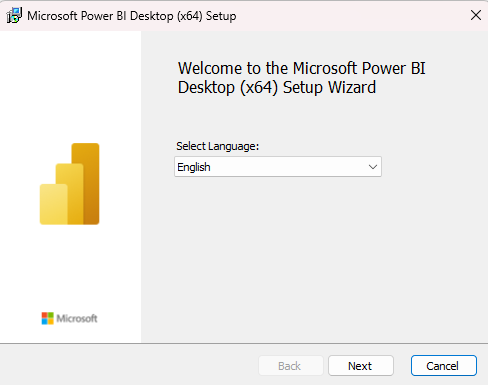 Microsoft Power BI Desktop (x64) Setup
Welcome to the Microsoft Power BI
Desktop (x64) Setup Wizard
Select Language:
English
Microsoft
Back
Next
Cancel